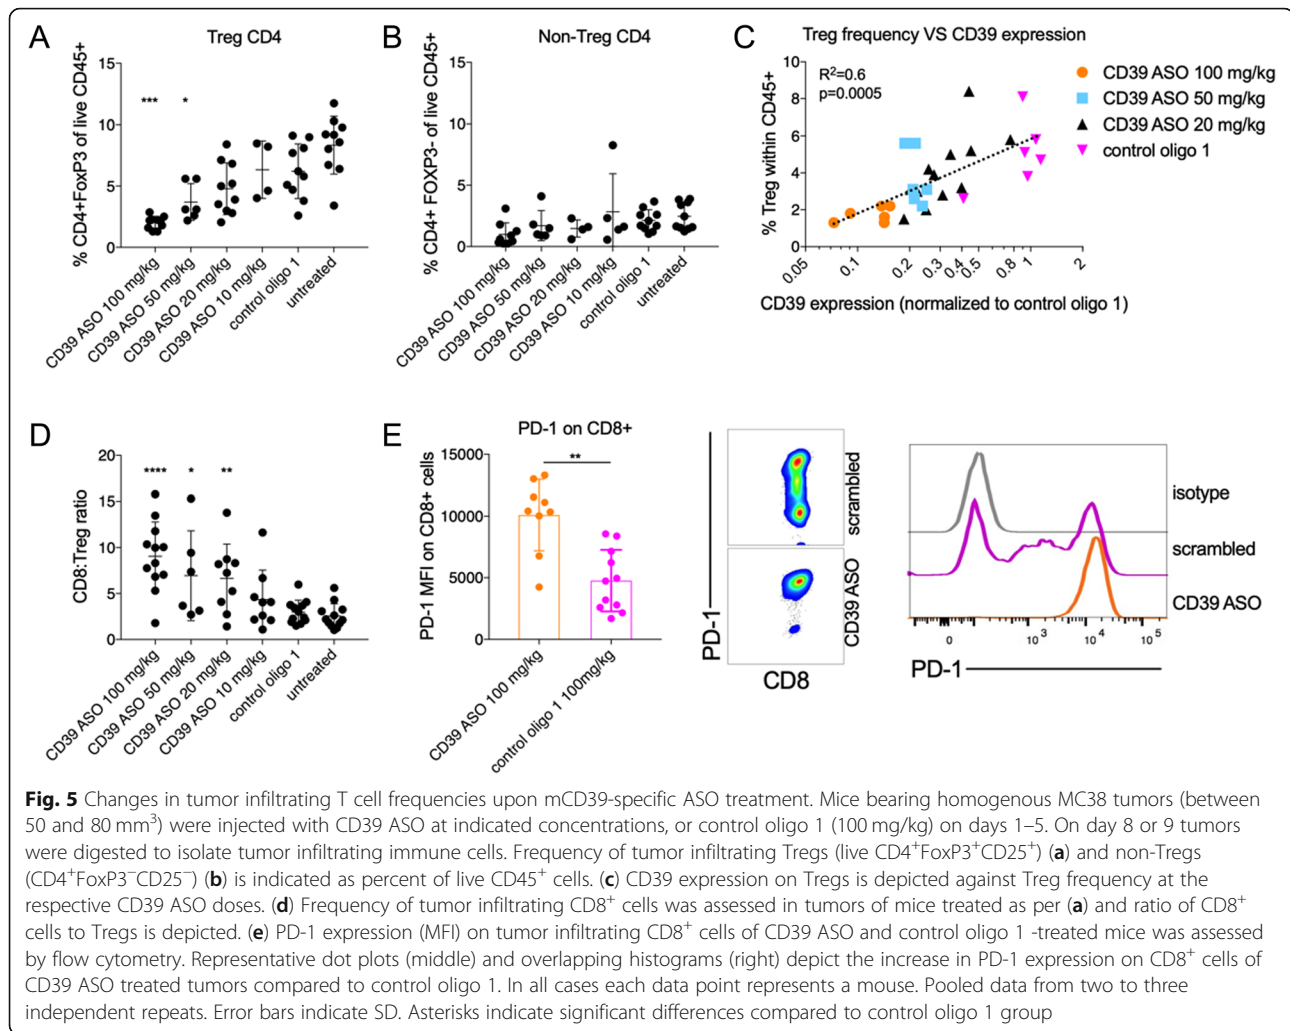 A
Treg CD4
% CD4+FoxP3 of live CD45+
15
10
5
0
***
*
CD39 ASO 100 mg/kg
CD39 ASO 50 mg/kg
CD39 ASO 20 mg/kg
CD39 ASO 10 mg/kg
control oligo 1
untreated
B
Non-Treg CD4
% CD4+ FOXP3- of live CD45+
15
10
5
0
CD39 ASO 100 mg/kg
CD39 ASO 50 mg/kg
CD39 ASO 20 mg/kg
CD39 ASO 10 mg/kg
control oligo 1
untreated
C
Treg frequency VS CD39 expression
% Treg within CD45+
10
8
6
4
2
0
R²=0.6
p=0.0005
0.05
0.1
0.2
0.3
0.4
0.5
0.8
1
2
CD39 expression (normalized to control oligo 1)
CD39 ASO 100 mg/kg
CD39 ASO 50 mg/kg
CD39 ASO 20 mg/kg
control oligo 1
D
CD8:Treg ratio
20
15
10
5
0
****
*
**
CD39 ASO 100 mg/kg
CD39 ASO 50 mg/kg
CD39 ASO 20 mg/kg
CD39 ASO 10 mg/kg
control oligo 1
untreated
E
PD-1 on CD8+
PD-1 MFI on CD8+ cells
15000
10000
5000
0
**
CD39 ASO 100 mg/kg
control oligo 1 100mg/kg
PD-1
scrambled
CD39 ASO
CD8
isotype
scrambled
CD39 ASO
0
10³
10⁴
10⁵
PD-1
Fig. 5 Changes in tumor infiltrating T cell frequencies upon mCD39-specific ASO treatment. Mice bearing homogenous MC38 tumors (between
50 and 80 mm³) were injected with CD39 ASO at indicated concentrations, or control oligo 1 (100 mg/kg) on days 1–5. On day 8 or 9 tumors
were digested to isolate tumor infiltrating immune cells. Frequency of tumor infiltrating Tregs (live CD4⁺FoxP3⁺CD25⁺) (a) and non-Tregs
(CD4⁺FoxP3⁻CD25⁻) (b) is indicated as percent of live CD45⁺ cells. (c) CD39 expression on Tregs is depicted against Treg frequency at the
respective CD39 ASO doses. (d) Frequency of tumor infiltrating CD8⁺ cells was assessed in tumors of mice treated as per (a) and ratio of CD8⁺
cells to Tregs is depicted. (e) PD-1 expression (MFI) on tumor infiltrating CD8⁺ cells of CD39 ASO and control oligo 1 -treated mice was assessed
by flow cytometry. Representative dot plots (middle) and overlapping histograms (right) depict the increase in PD-1 expression on CD8⁺ cells of
CD39 ASO treated tumors compared to control oligo 1. In all cases each data point represents a mouse. Pooled data from two to three
independent repeats. Error bars indicate SD. Asterisks indicate significant differences compared to control oligo 1 group